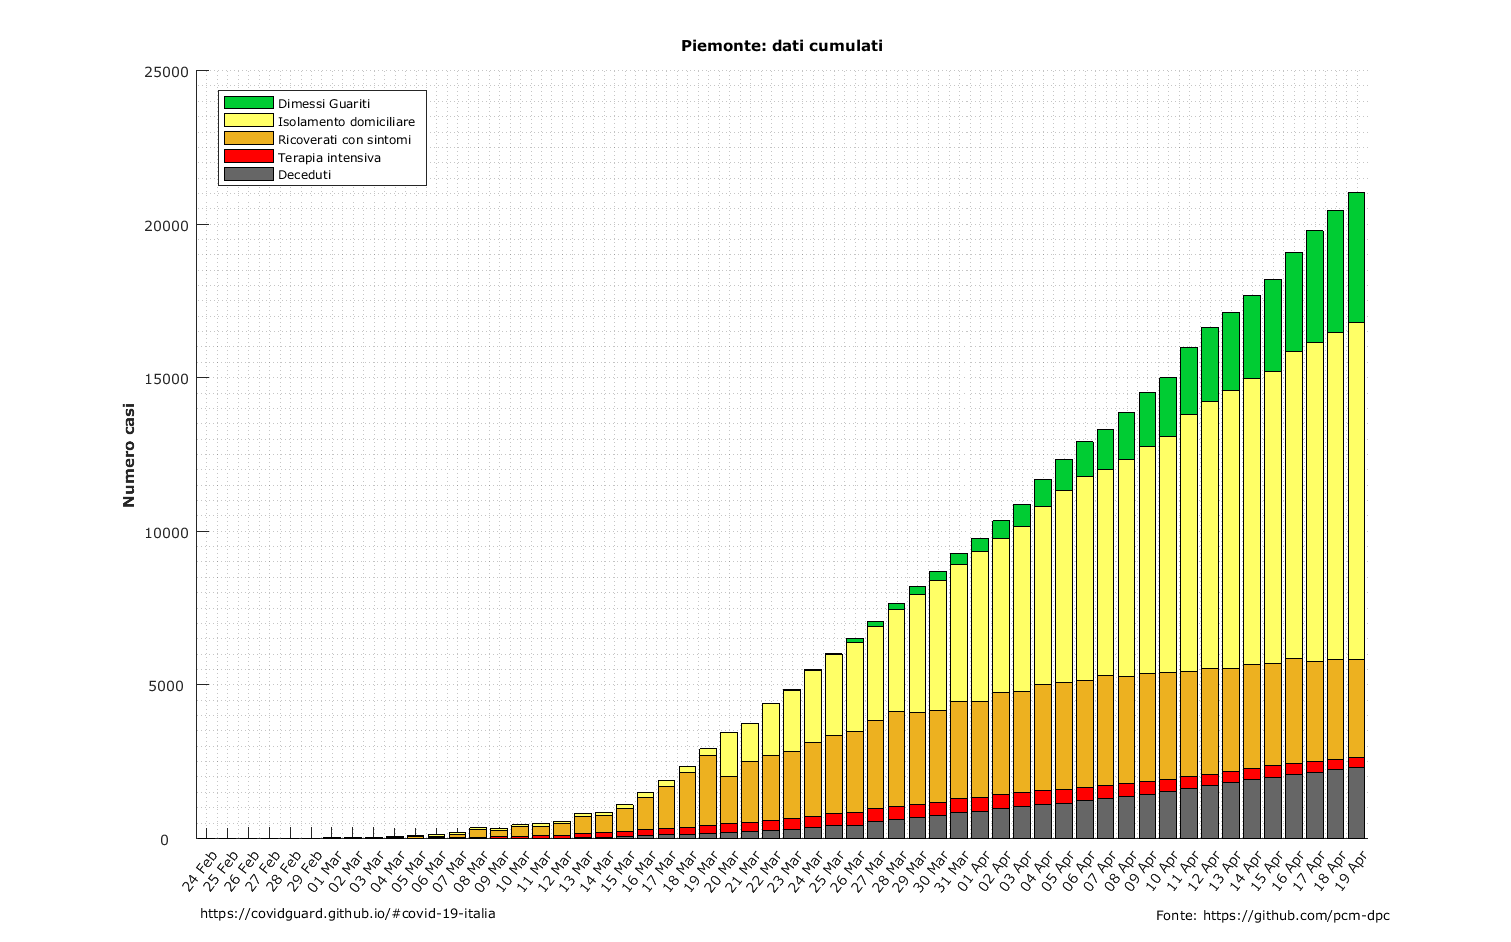 Piemonte: dati cumulati
25000
20000
15000
10000
5000
0
Numero casi
Dimessi Guariti
Isolamento domiciliare
Ricoverati con sintomi
Terapia intensiva
Deceduti
24 Feb
25 Feb
26 Feb
27 Feb
28 Feb
29 Feb
01 Mar
02 Mar
03 Mar
04 Mar
05 Mar
06 Mar
07 Mar
08 Mar
09 Mar
10 Mar
11 Mar
12 Mar
13 Mar
14 Mar
15 Mar
16 Mar
17 Mar
18 Mar
19 Mar
20 Mar
21 Mar
22 Mar
23 Mar
24 Mar
25 Mar
26 Mar
27 Mar
28 Mar
29 Mar
30 Mar
31 Mar
01 Apr
02 Apr
03 Apr
04 Apr
05 Apr
06 Apr
07 Apr
08 Apr
09 Apr
10 Apr
11 Apr
12 Apr
13 Apr
14 Apr
15 Apr
16 Apr
17 Apr
18 Apr
19 Apr
https://covidguard.github.io/#covid-19-italia
Fonte: https://github.com/pcm-dpc